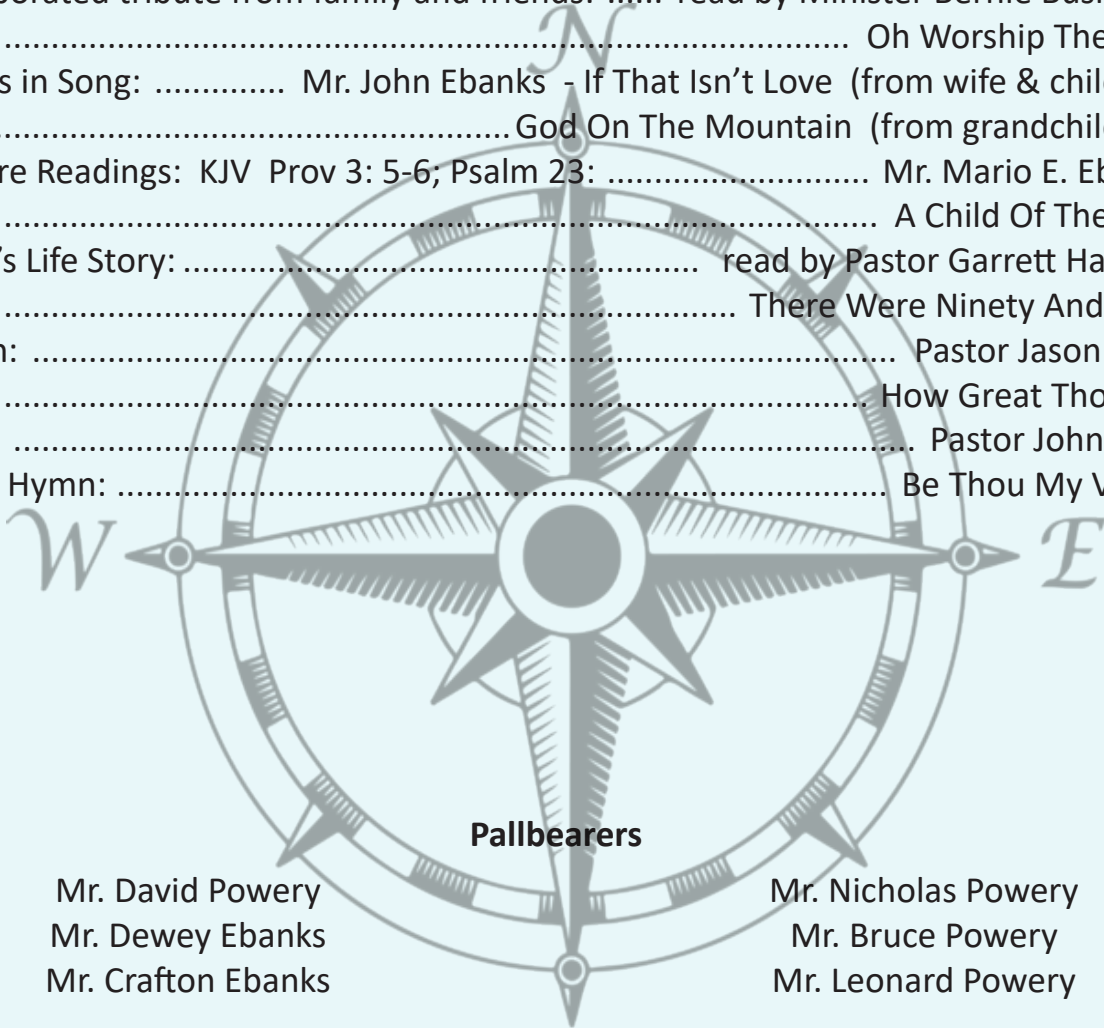 orated tribute from family and friends: ...... read by Minister Bernie Bus
N
........................................................................................... Oh Worship The
s in Song: .............. Mr. John Ebanks - If That Isn’t Love (from wife & chil
.......................................................God On The Mountain (from grandchil
re Readings: KJV Prov 3: 5-6; Psalm 23: ............................ Mr. Mario E. Eb
.............................................................................................. A Child Of The
’s Life Story: ....................................................... read by Pastor Garrett Ha
.............................................................................. There Were Ninety And
n: ............................................................................................ Pastor Jason
............................................................................................ How Great Tho
................................................................................................ Pastor John
Hymn: .................................................................................. Be Thou My V
W E
Pallbearers
Mr. David Powery Mr. Nicholas Powery
Mr. Dewey Ebanks Mr. Bruce Powery
Mr. Crafton Ebanks Mr. Leonard Powery